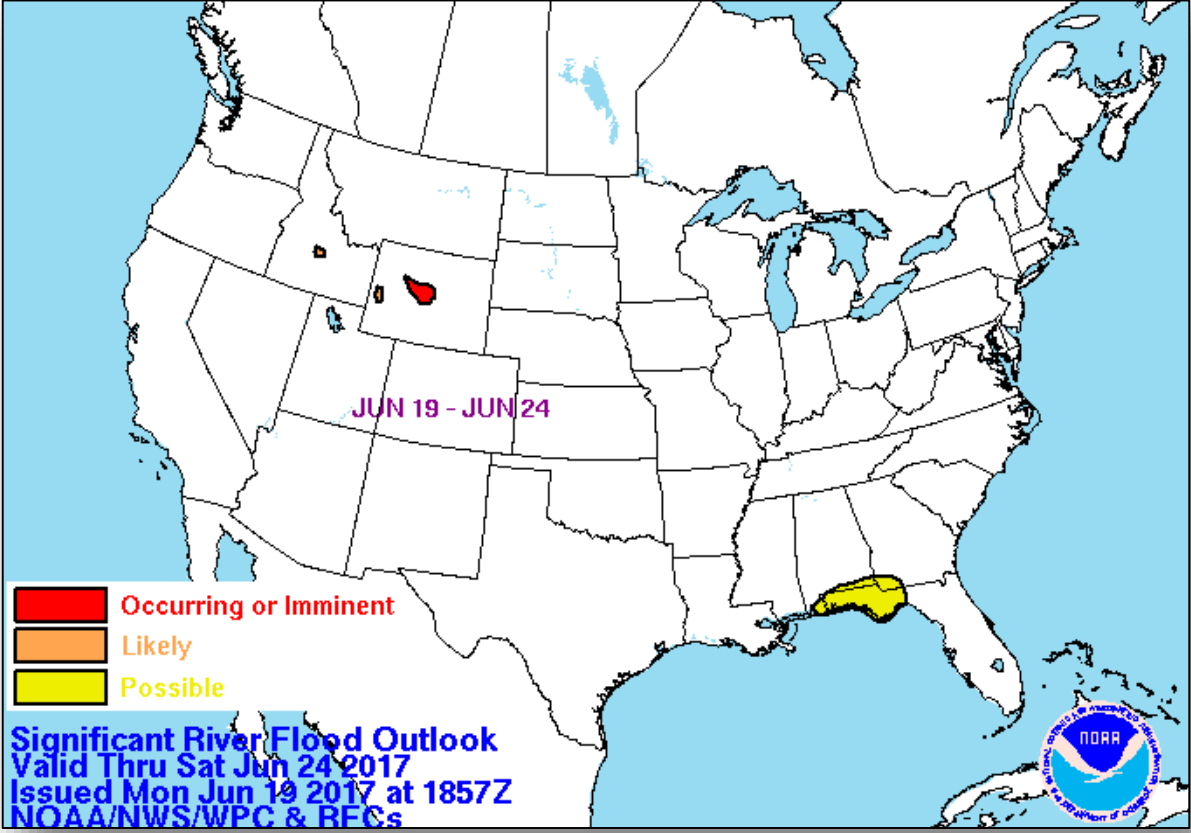 JUN 19 - JUN 24
Occurring or Imminent
Likely
Possible
Significant River Flood Outlook
Valid Thru Sat Jun 24 2017
Issued Mon Jun 19 2017 at 1857Z
NOAA/NWS/WPC & RFCs
NOAA